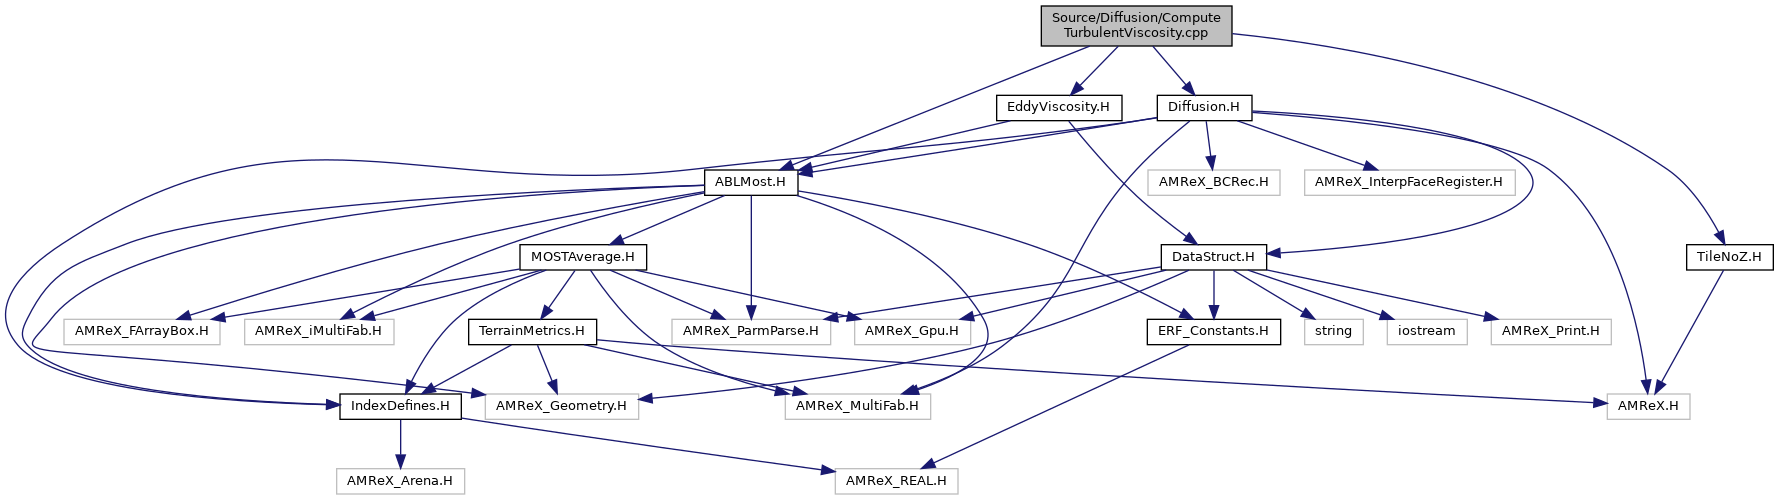 Source/Diffusion/Compute
TurbulentViscosity.cpp
EddyViscosity.H
Diffusion.H
ABLMost.H
AMReX_BCRec.H
AMReX_InterpFaceRegister.H
MOSTAverage.H
DataStruct.H
TileNoZ.H
AMReX_FArrayBox.H
AMReX_iMultiFab.H
TerrainMetrics.H
AMReX_ParmParse.H
AMReX_Gpu.H
ERF_Constants.H
string
iostream
AMReX_Print.H
IndexDefines.H
AMReX_Geometry.H
AMReX_MultiFab.H
AMReX.H
AMReX_Arena.H
AMReX_REAL.H